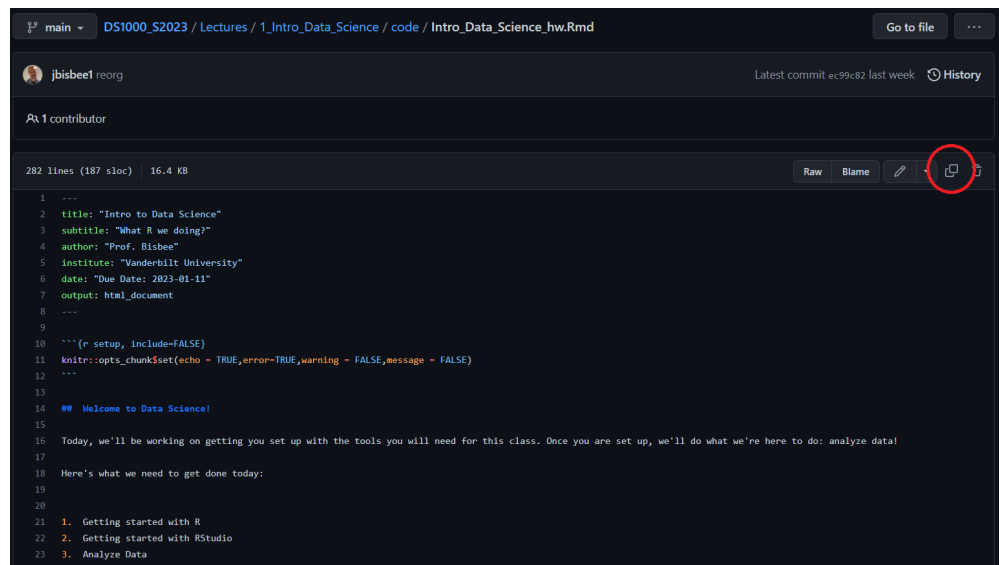 main
DS1000_S2023 / Lectures / 1_Intro_Data_Science / code / Intro_Data_Science_hw.Rmd
Go to file
...
jbisbee1 reorg
Latest commit ec99c82 last week
History
1 contributor
282 lines (187 sloc) 16.4 KB
Raw
Blame
1 ---
2 title: "Intro to Data Science"
3 subtitle: "What R we doing?"
4 author: "Prof. Bisbee"
5 institute: "Vanderbilt University"
6 date: "Due Date: 2023-01-11"
7 output: html_document
8 ---
9
10 ```{r setup, include=FALSE}
11 knitr::opts_chunk$set(echo = TRUE,error=TRUE,warning = FALSE,message = FALSE)
12 ```
13
14 ## Welcome to Data Science!
15
16 Today, we'll be working on getting you set up with the tools you will need for this class. Once you are set up, we'll do what we're here to do: analyze data!
17
18 Here's what we need to get done today:
19
20
21 1. Getting started with R
22 2. Getting started with RStudio
23 3. Analyze Data